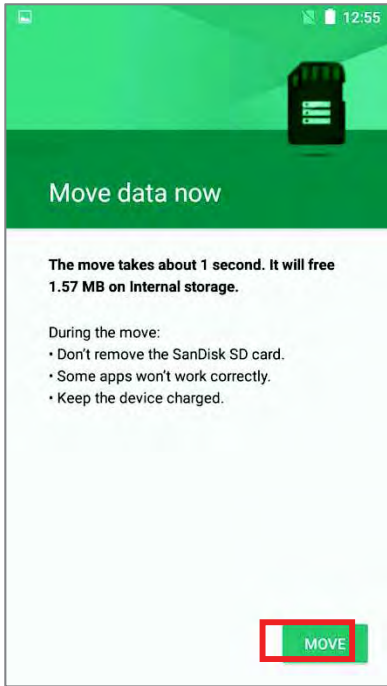 12:55
Move data now
The move takes about 1 second. It will free
1.57 MB on Internal storage.
During the move:
• Don't remove the SanDisk SD card.
• Some apps won't work correctly.
• Keep the device charged.
MOVE